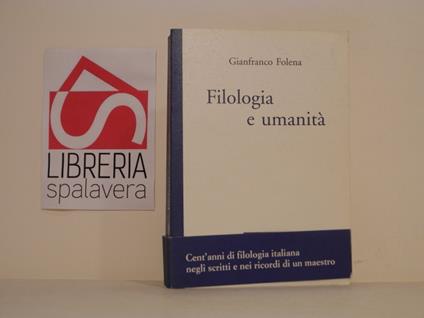 LIBRERIA
spalavera
Gianfranco Folena
Filologia
e umanità
Cent'anni di filologia italiana
negli scritti e nei ricordi di un maestro